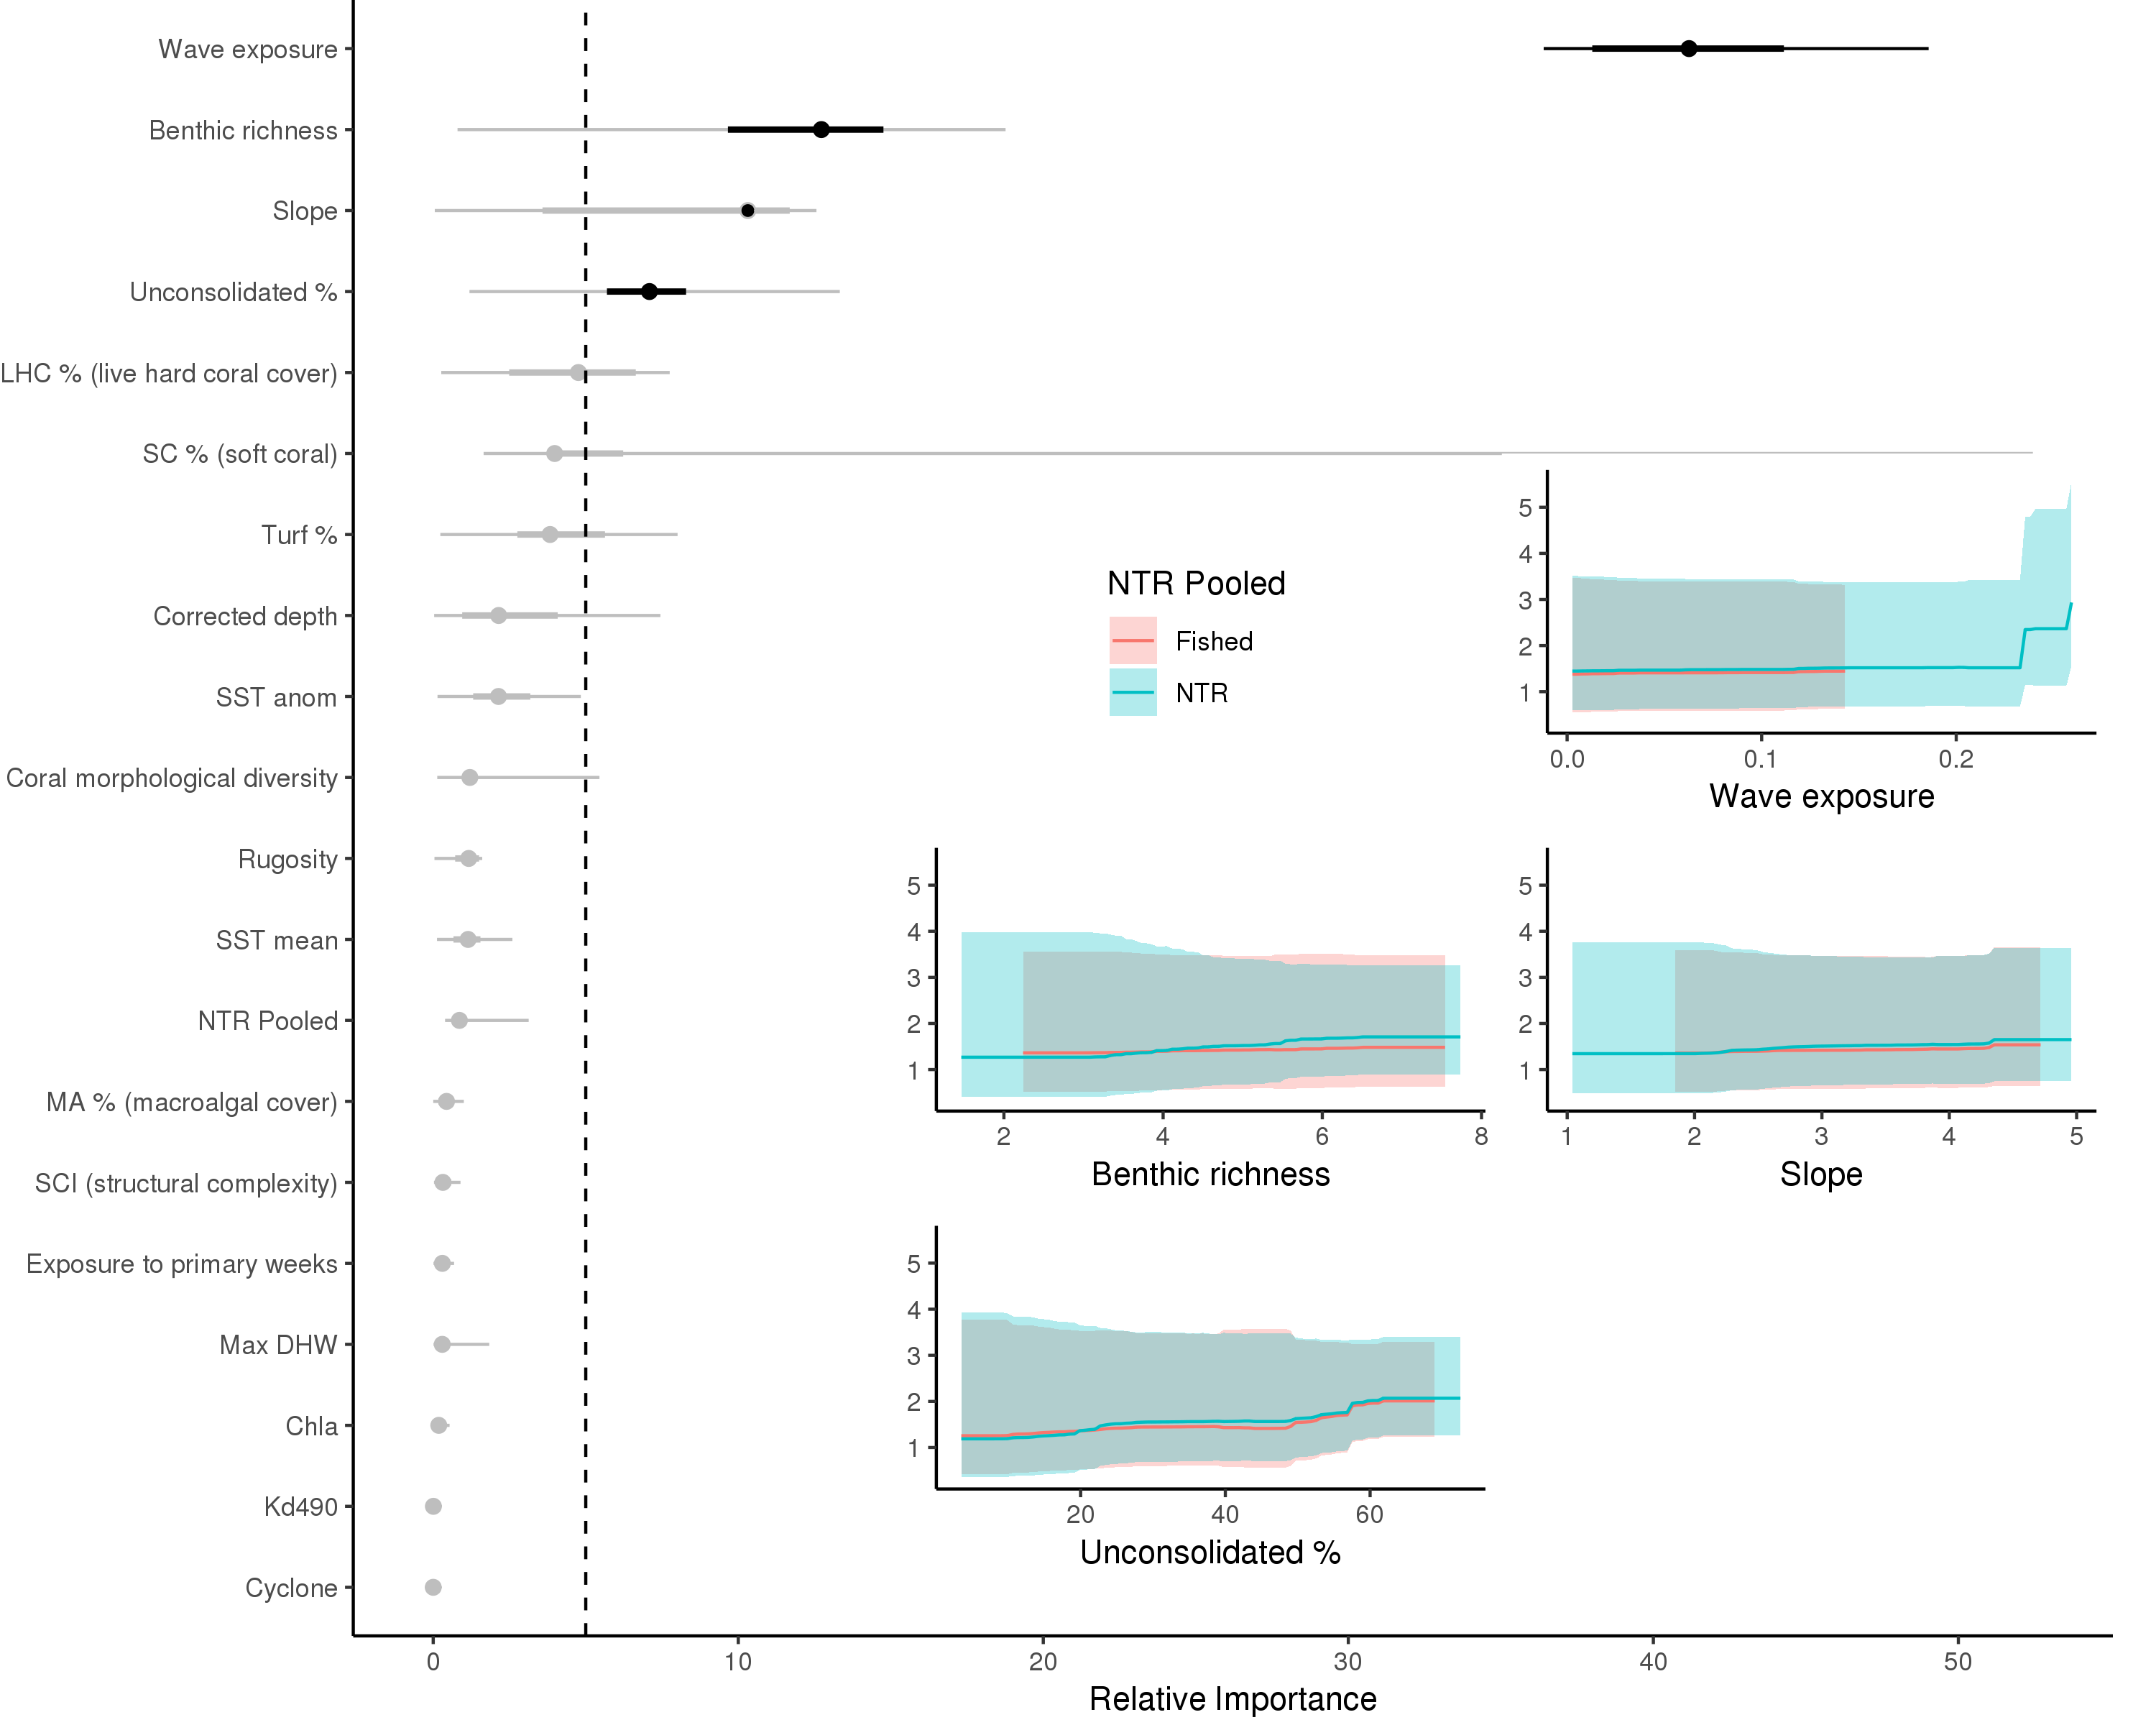 Wave exposure
Benthic richness
Slope
Unconsolidated %
LHC % (live hard coral cover)
SC % (soft coral)
Turf %
Corrected depth
SST anom
Coral morphological diversity
Rugosity
SST mean
NTR Pooled
MA % (macroalgal cover)
SCI (structural complexity)
Exposure to primary weeks
Max DHW
Chla
Kd490
Cyclone
0 10 20 30 40 50
Relative Importance
NTR Pooled
Fished
NTR
5
4
3
2
1
0.0 0.1 0.2
Wave exposure
5
4
3
2
1
2 4 6 8
Benthic richness
5
4
3
2
1
1 2 3 4 5
Slope
5
4
3
2
1
20 40 60
Unconsolidated %